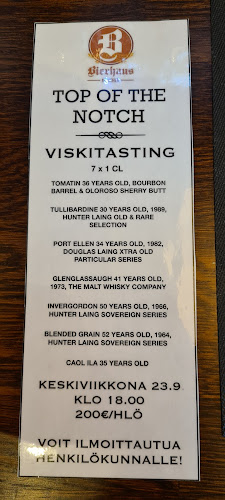 B
Bierhaus
TOP OF THE
NOTCH
VISKITASTING
7 x 1 CL
TOMATIN 36 YEARS OLD, BOURBON
BARREL & OLOROSO SHERRY BUTT
TULLIBARDINE 30 YEARS OLD, 1989,
HUNTER LAING OLD & RARE
SELECTION
PORT ELLEN 34 YEARS OLD, 1982,
DOUGLAS LAING XTRA OLD
PARTICULAR SERIES
GLENGLASSAUGH 41 YEARS OLD,
1973, THE MALT WHISKY COMPANY
INVERGORDON 50 YEARS OLD, 1966,
HUNTER LAING SOVEREIGN SERIES
BLENDED GRAIN 52 YEARS OLD, 1964,
HUNTER LAING SOVEREIGN SERIES
CAOL ILA 35 YEARS OLD
KESKIVIIKKONA 23.9
KLO 18.00
200€/HLÖ
VOIT ILMOITTAUTUA
HENKILÖKUNNALLE!